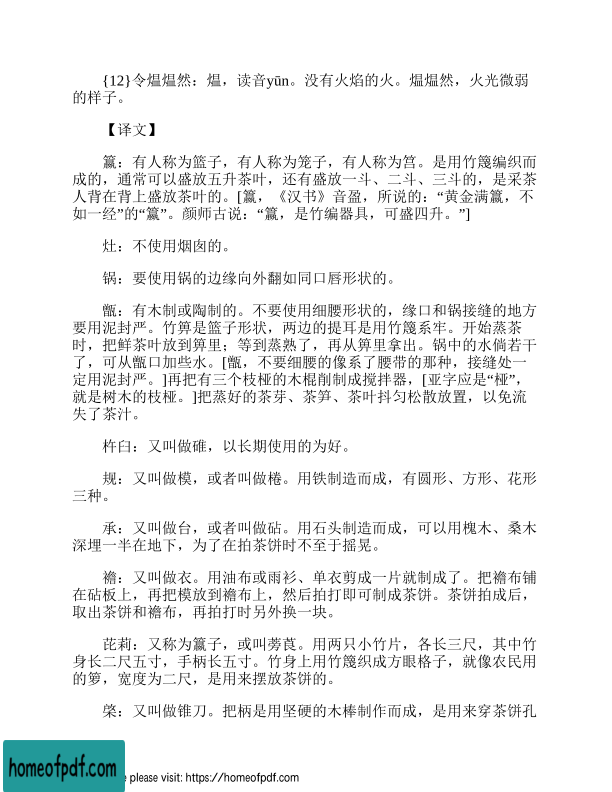 {12}令煴煴然：煴，读音yūn。没有火焰的火。煴煴然，火光微弱
的样子。
【译文】
籝：有人称为篮子，有人称为笼子，有人称为筥。是用竹篾编织而
成的，通常可以盛放五升茶叶，还有盛放一斗、二斗、三斗的，是采茶
人背在背上盛放茶叶的。[籝，《汉书》音盈，所说的：“黄金满籝，不
如一经”的“籝”。颜师古说：“籝，是竹编器具，可盛四升。”]
灶：不使用烟囱的。
锅：要使用锅的边缘向外翻如同口唇形状的。
甑：有木制或陶制的。不要使用细腰形状的，缘口和锅接缝的地方
要用泥封严。竹箅是篮子形状，两边的提耳是用竹篾系牢。开始蒸茶
时，把鲜茶叶放到箅里；等到蒸熟了，再从箅里拿出。锅中的水倘若干
了，可从甑口加些水。[甑，不要细腰的像系了腰带的那种，接缝处一
定用泥封严。]再把有三个枝桠的木棍削制成搅拌器，[亚字应是“桠”，
就是树木的枝桠。]把蒸好的茶芽、茶笋、茶叶抖匀松散放置，以免流
失了茶汁。
杵臼：又叫做碓，以长期使用的为好。
规：又叫做模，或者叫做棬。用铁制造而成，有圆形、方形、花形
三种。
承：又叫做台，或者叫做砧。用石头制造而成，可以用槐木、桑木
深埋一半在地下，为了在拍茶饼时不至于摇晃。
襜：又叫做衣。用油布或雨衫、单衣剪成一片就制成了。把襜布铺
在砧板上，再把模放到襜布上，然后拍打即可制成茶饼。茶饼拍成后，
取出茶饼和襜布，再拍打时另外换一块。
芘莉：又称为籝子，或叫蒡莨。用两只小竹片，各长三尺，其中竹
身长二尺五寸，手柄长五寸。竹身上用竹篾织成方眼格子，就像农民用
的箩，宽度为二尺，是用来摆放茶饼的。
棨：又叫做锥刀。把柄是用坚硬的木棒制作而成，是用来穿茶饼孔
homeofpdf.com
please visit: https://homeofpdf.com